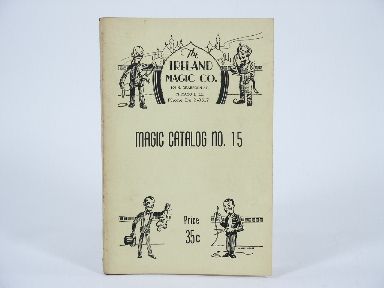 The
IRELAND
MAGIC CO.
MAGIC CATALOG NO. 15
Price
35c